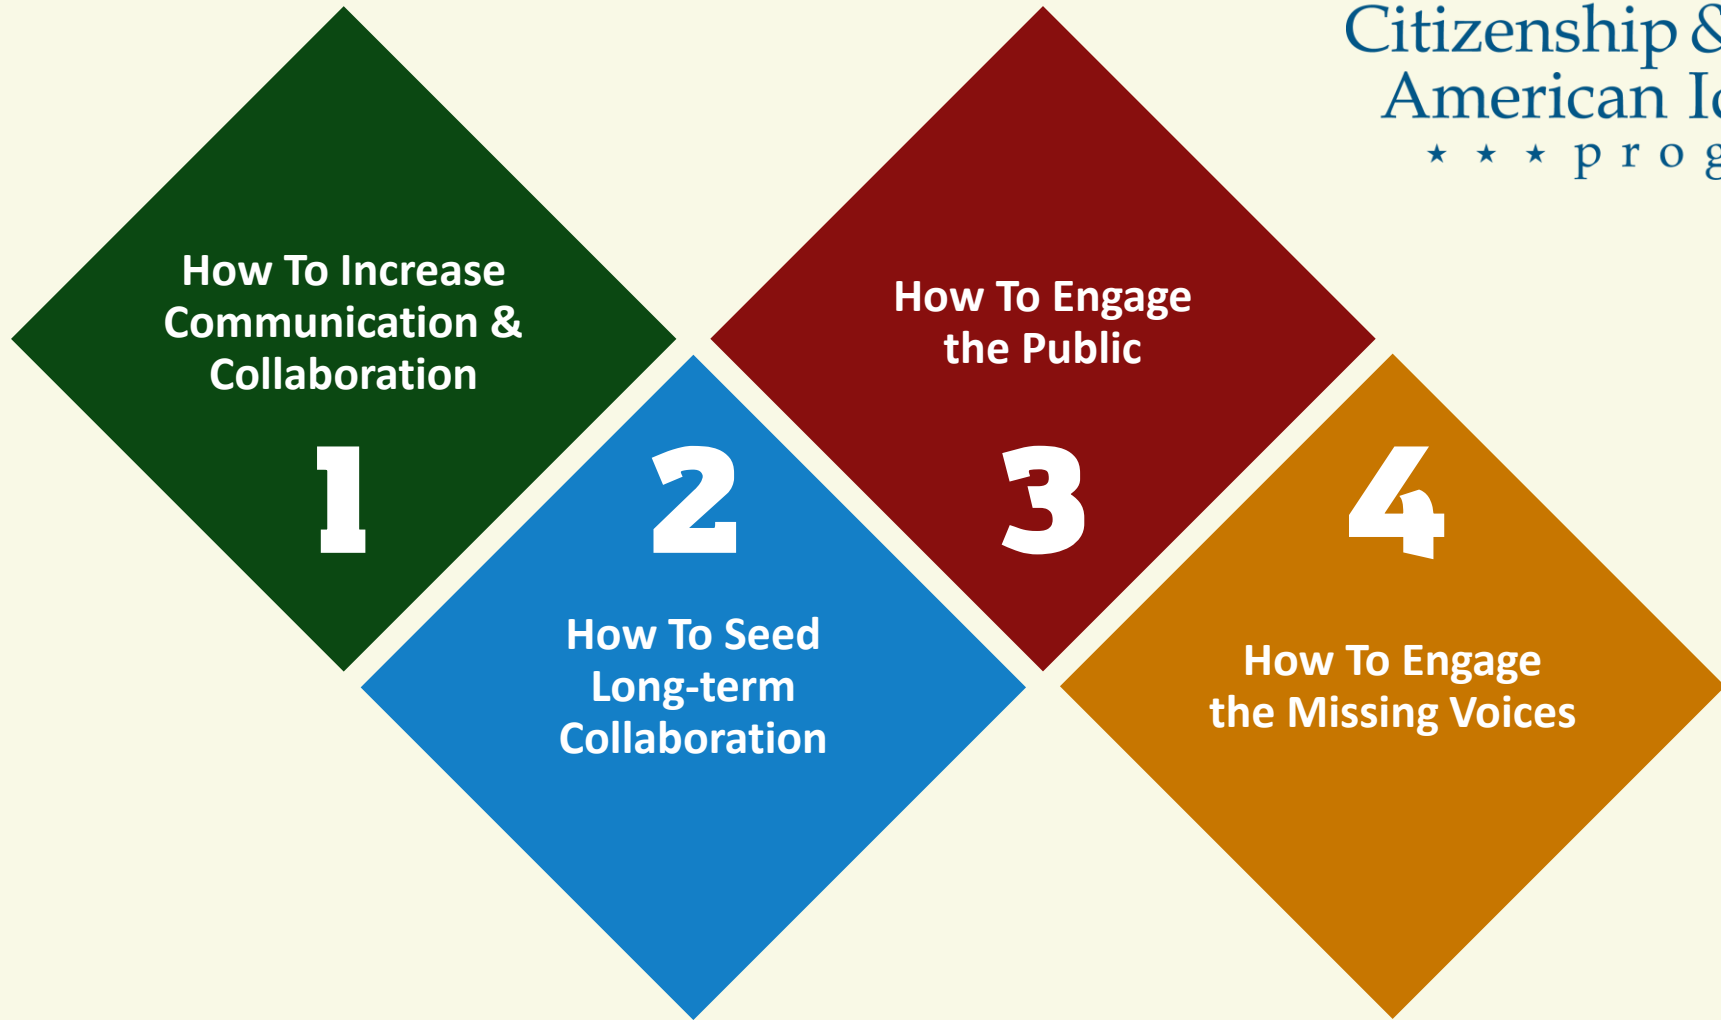 Citizenship &
American
How To Increase
Communication &
Collaboration
1
2
How To Seed
Long-term
Collaboration
How To Engage
the Public
3
4
How To Engage
the Missing Voices